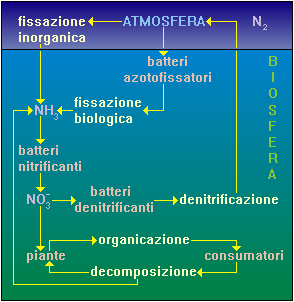 fissazione inorganica
ATMOSFERA
N2
batteri azotofissatori
BIOSFERA
fissazione biologica
NH3
batteri nitrificanti
NO3−
batteri denitrificanti
denitrificazione
organicazione
piante
consumatori
decomposizione